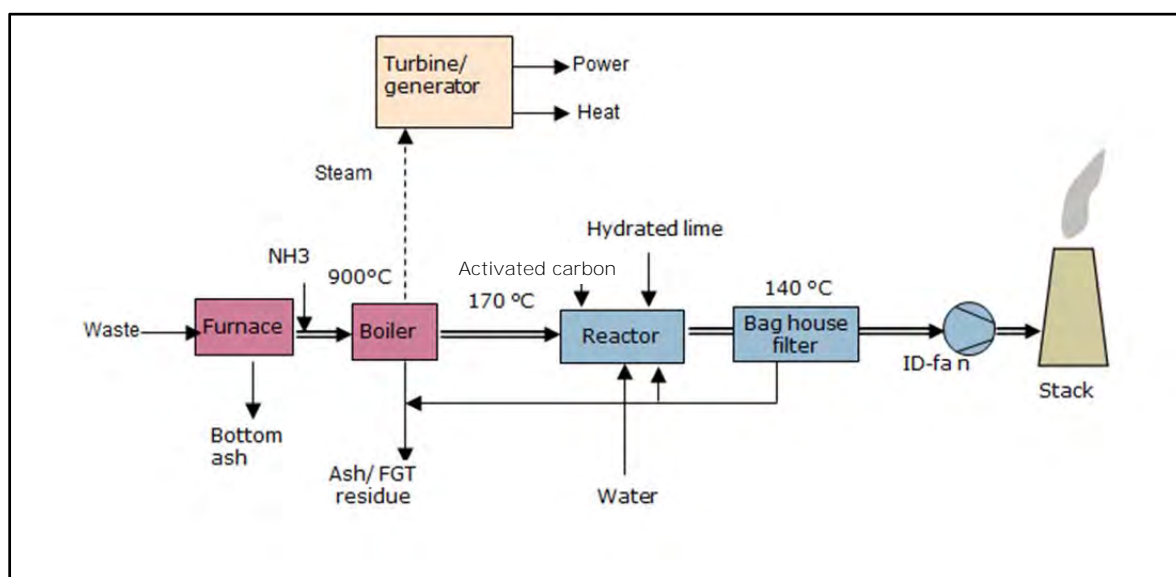 Turbine/
generator
Power
Heat
Steam
Hydrated lime
NH3
900°C
Activated carbon
170 °C
140 °C
Waste
Furnace
Boiler
Reactor
Bag house
filter
ID-fa n
Stack
Bottom
ash
Ash/ FGT
residue
Water